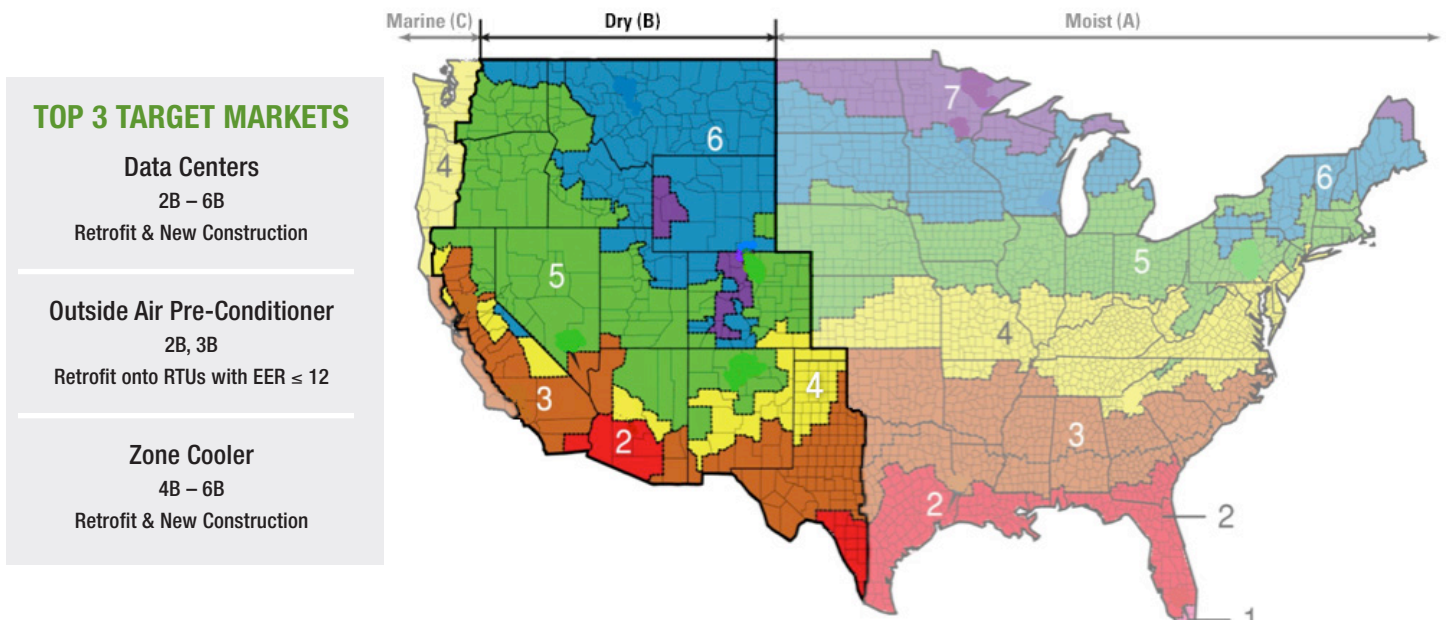 Marine (C)
Dry (B)
Moist (A)
TOP 3 TARGET MARKETS
Data Centers
2B – 6B
Retrofit & New Construction
Outside Air Pre-Conditioner
2B, 3B
Retrofit onto RTUs with EER ≤ 12
Zone Cooler
4B – 6B
Retrofit & New Construction
7
6
4
6
5
5
4
4
3
3
2
2
2
1